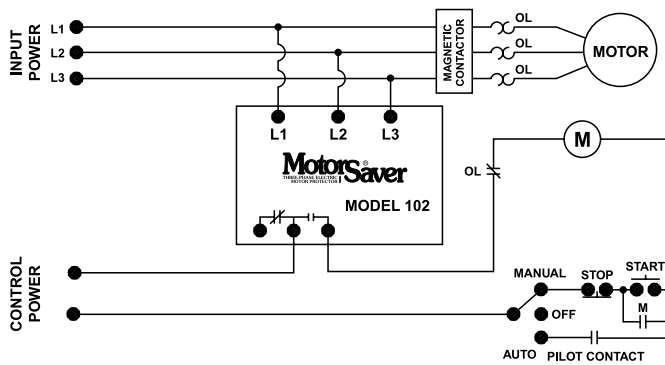 INPUT POWER
L1
L2
L3
MAGNETIC CONTACTOR
OL
OL
OL
MOTOR
L1 L2 L3
MotorSaver®
THREE-PHASE ELECTRIC
MOTOR PROTECTOR
MODEL 102
OL
M
CONTROL POWER
MANUAL
STOP
START
M
OFF
AUTO
PILOT CONTACT